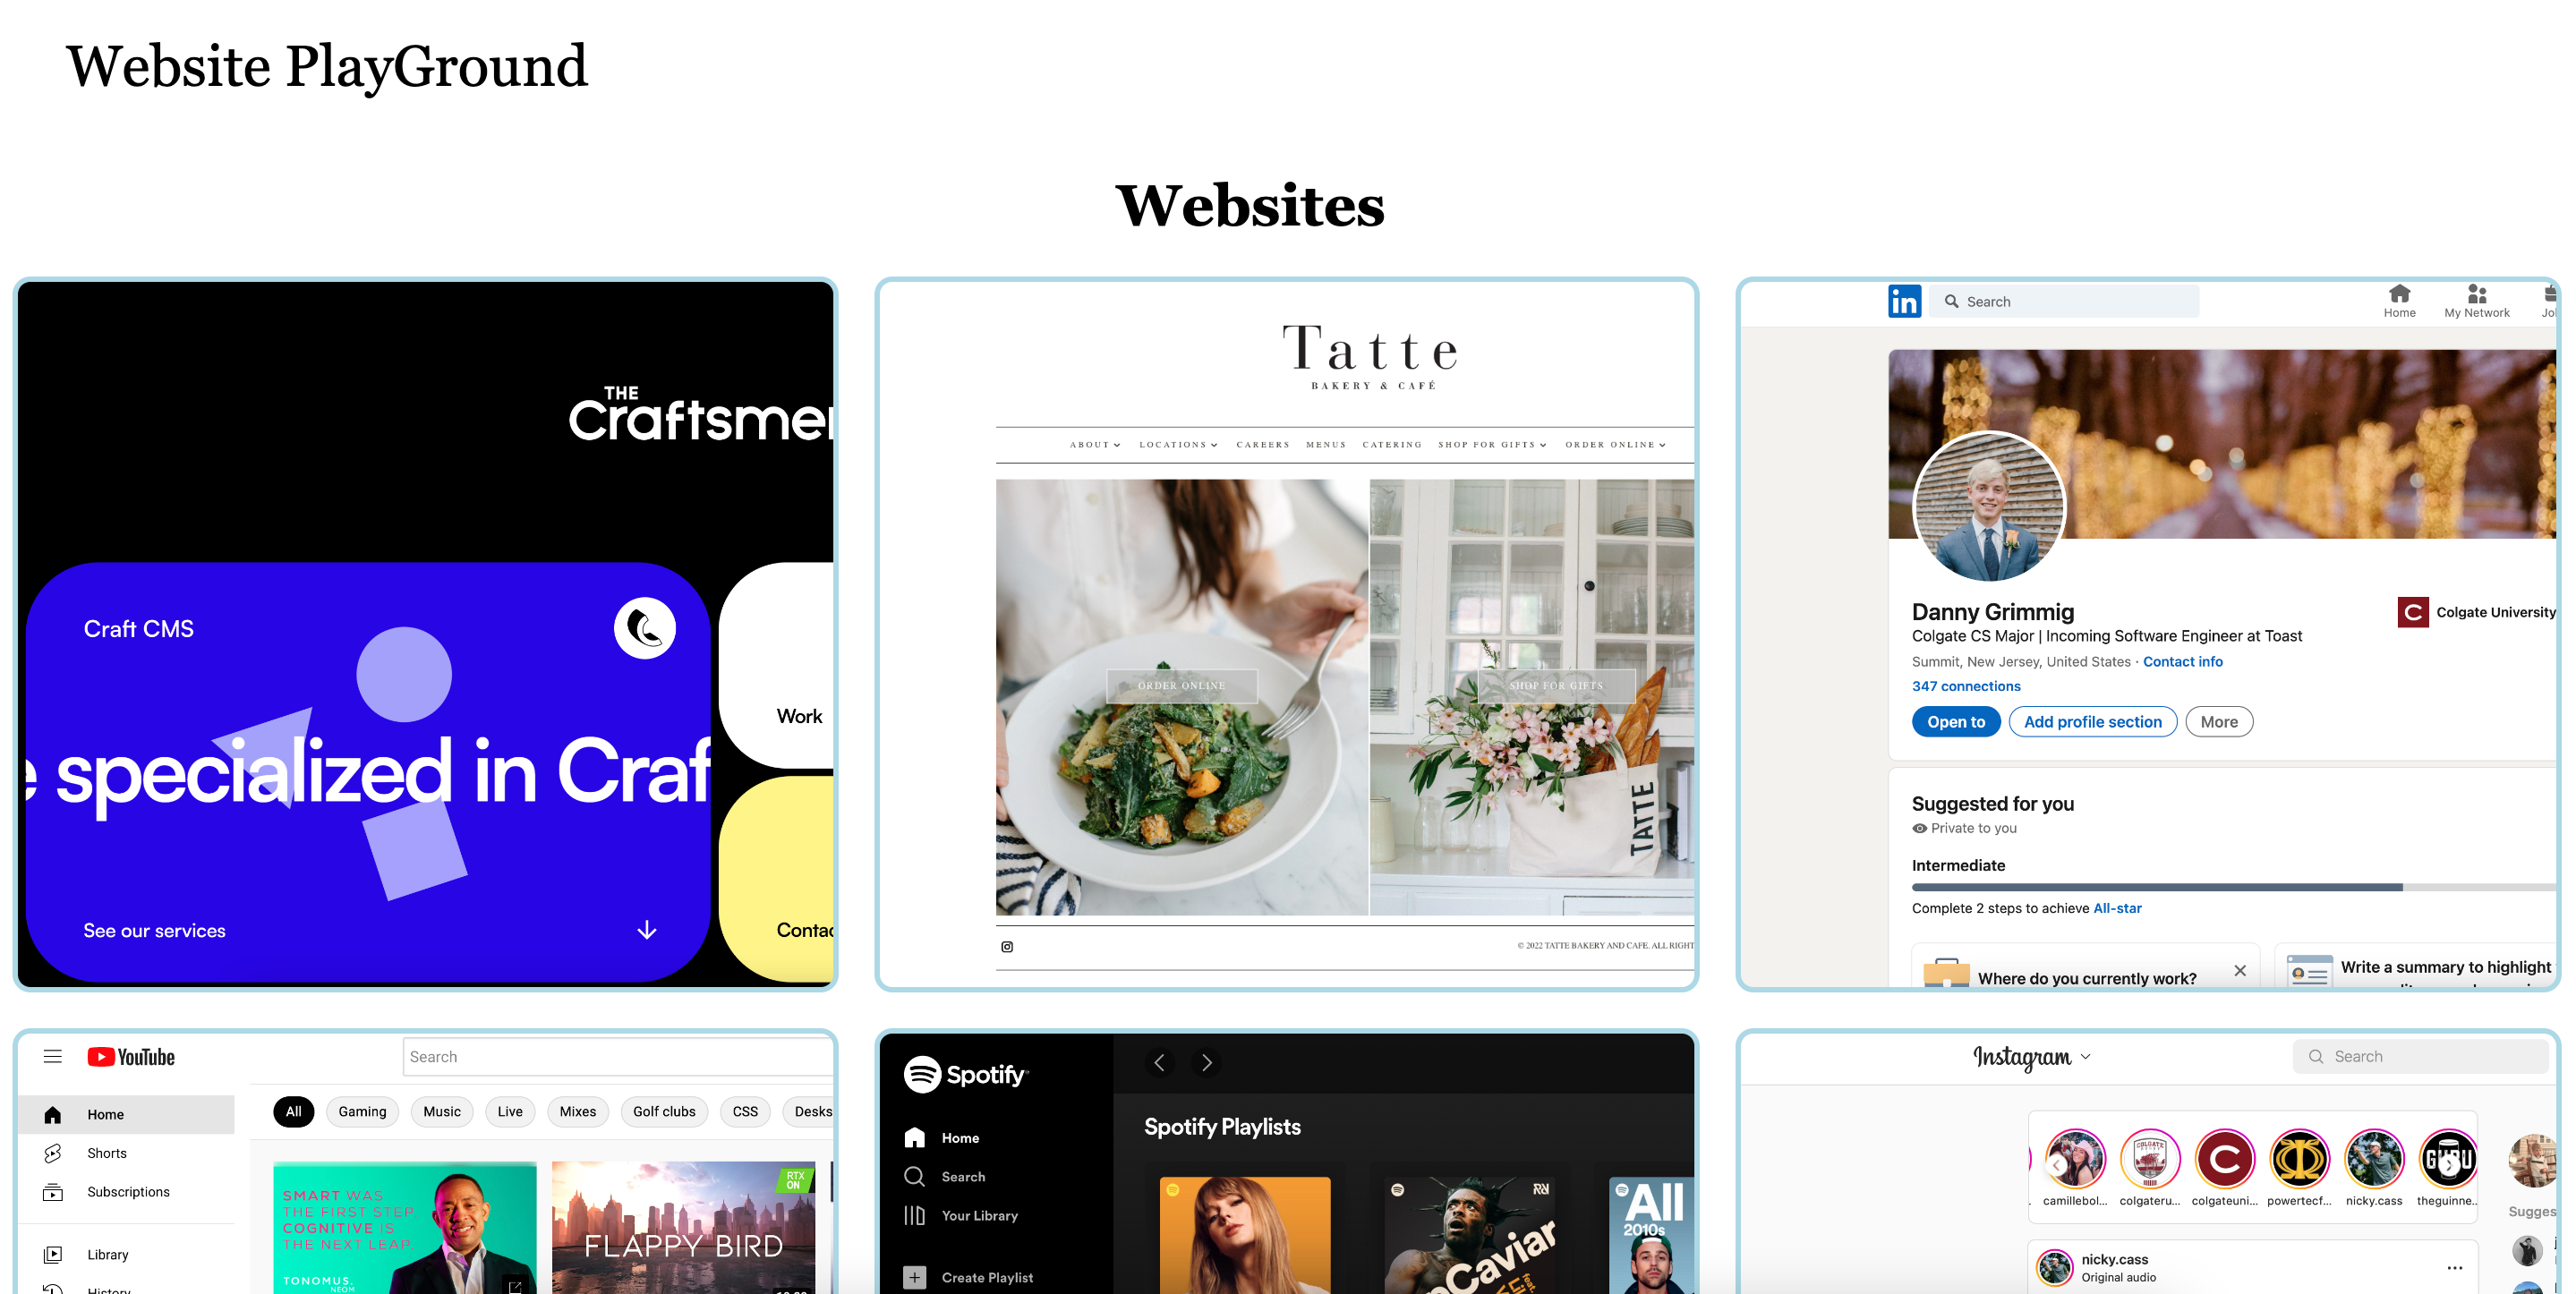 Website PlayGround
Websites
THE
Craftsmen
Craft CMS
e specialized in Craf
See our services
Work
Contac
Tatte
BAKERY & CAFÉ
ABOUT LOCATIONS CAREERS MENUS CATERING SHOP FOR GIFTS ORDER ONLINE
ORDER ONLINE
SHOP FOR GIFTS
TATTE
© 2022 TATTE BAKERY AND CAFE. ALL RIGHT
in Search
Home My Network Jo
Danny Grimmig
C Colgate University
Colgate CS Major | Incoming Software Engineer at Toast
Summit, New Jersey, United States · Contact info
347 connections
Open to Add profile section More
Suggested for you
Private to you
Intermediate
Complete 2 steps to achieve All-star
Where do you currently work?
Write a summary to highlight
YouTube Search
Home
Shorts
Subscriptions
Library
History
All Gaming Music Live Mixes Golf clubs CSS Desks
SMART WAS
THE FIRST STEP
COGNITIVE IS
THE NEXT LEAP.
TONOMUS.
NEOM
RTX
ON
FLAPPY BIRD
Spotify
Home
Search
Your Library
Create Playlist
Spotify Playlists
Caviar
feat.
All
2010s
Instagram Search
C
GURU
camillebol... colgateru... colgateuni... powertecf... nicky.cass theguinne..
Sugges
nicky.cass
Original audio